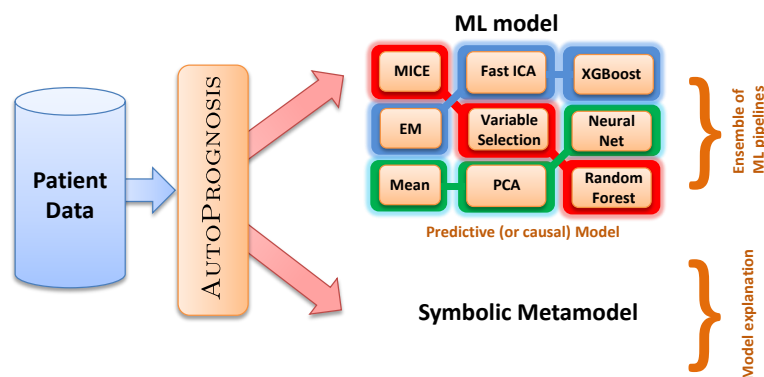 ML model
Patient
Data
AUTOPROGNOSIS
MICE
Fast ICA
XGBoost
EM
Variable
Selection
Neural
Net
Mean
PCA
Random
Forest
Predictive (or causal) Model
Ensemble of
ML pipelines
Symbolic Metamodel
Model explanation